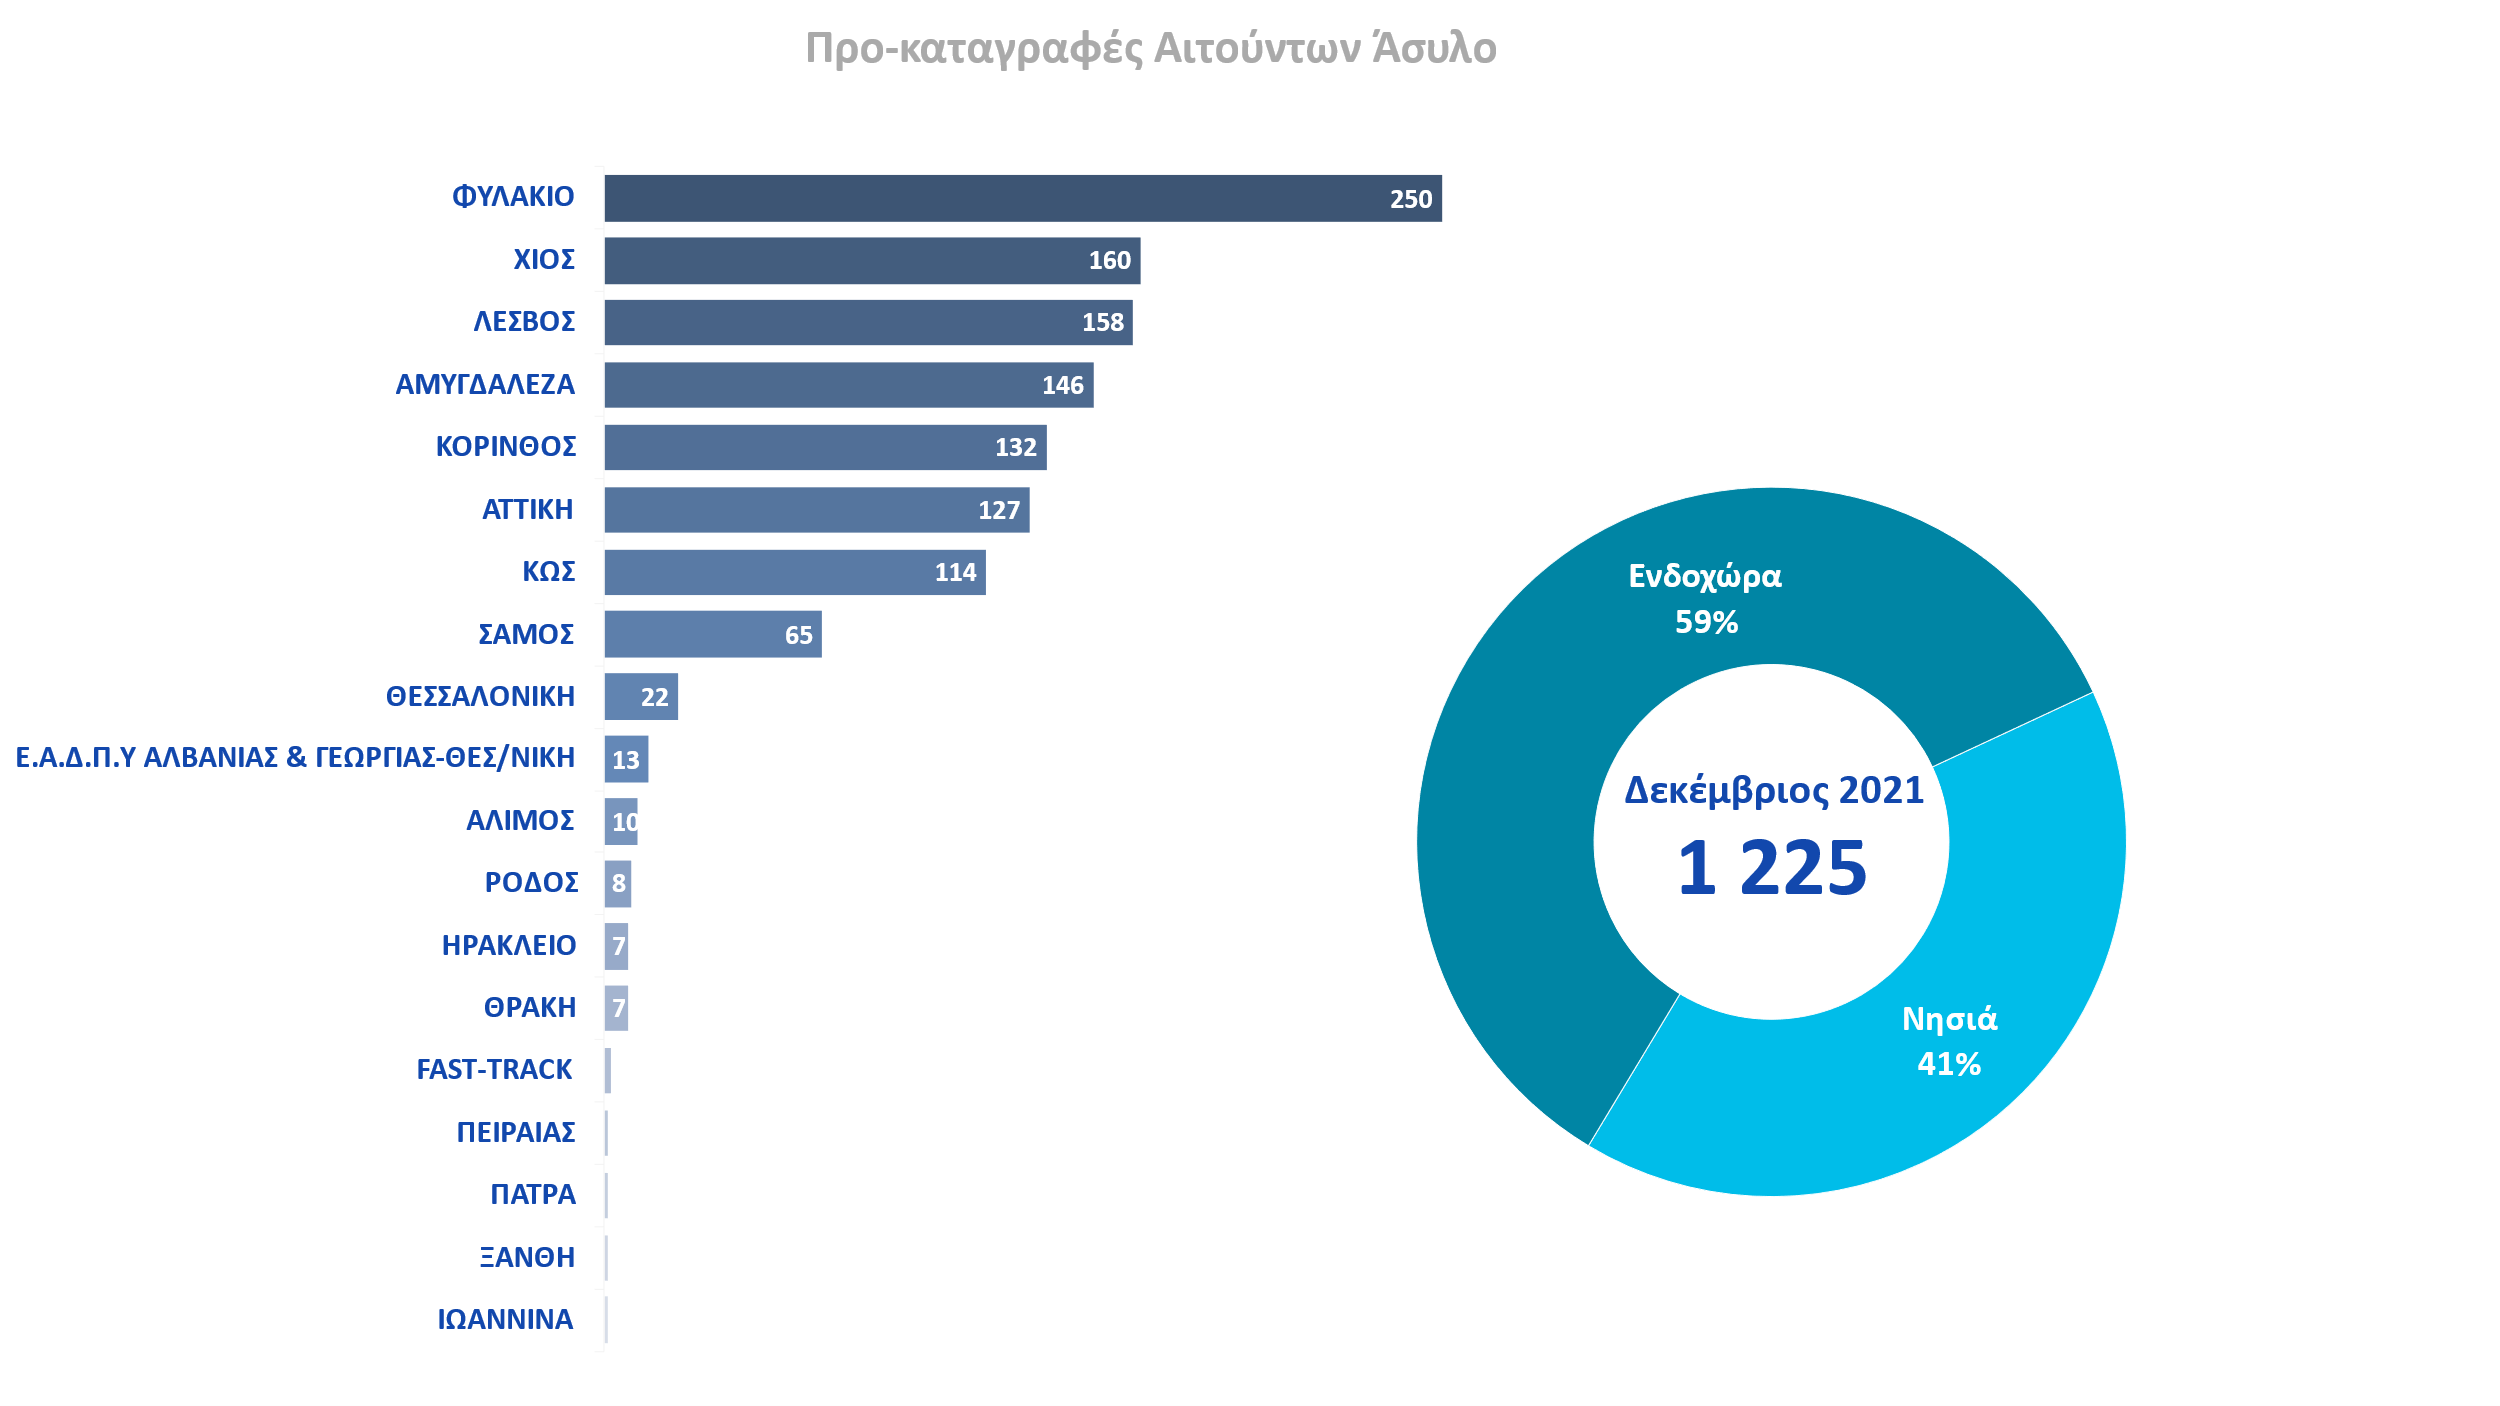 Προ-καταγραφές Αιτούντων Άσυλο
ΦΥΛΑΚΙΟ 250
ΧΙΟΣ 160
ΛΕΣΒΟΣ 158
ΑΜΥΓΔΑΛΕΖΑ 146
ΚΟΡΙΝΘΟΣ 132
ΑΤΤΙΚΗ 127
ΚΩΣ 114
ΣΑΜΟΣ 65
ΘΕΣΣΑΛΟΝΙΚΗ 22
Ε.Α.Δ.Π.Υ ΑΛΒΑΝΙΑΣ & ΓΕΩΡΓΙΑΣ-ΘΕΣ/ΝΙΚΗ 13
ΑΛΙΜΟΣ 10
ΡΟΔΟΣ 8
ΗΡΑΚΛΕΙΟ 7
ΘΡΑΚΗ 7
FAST-TRACK
ΠΕΙΡΑΙΑΣ
ΠΑΤΡΑ
ΞΑΝΘΗ
ΙΩΑΝΝΙΝΑ
Ενδοχώρα
59%
Δεκέμβριος 2021
1 225
Νησιά
41%